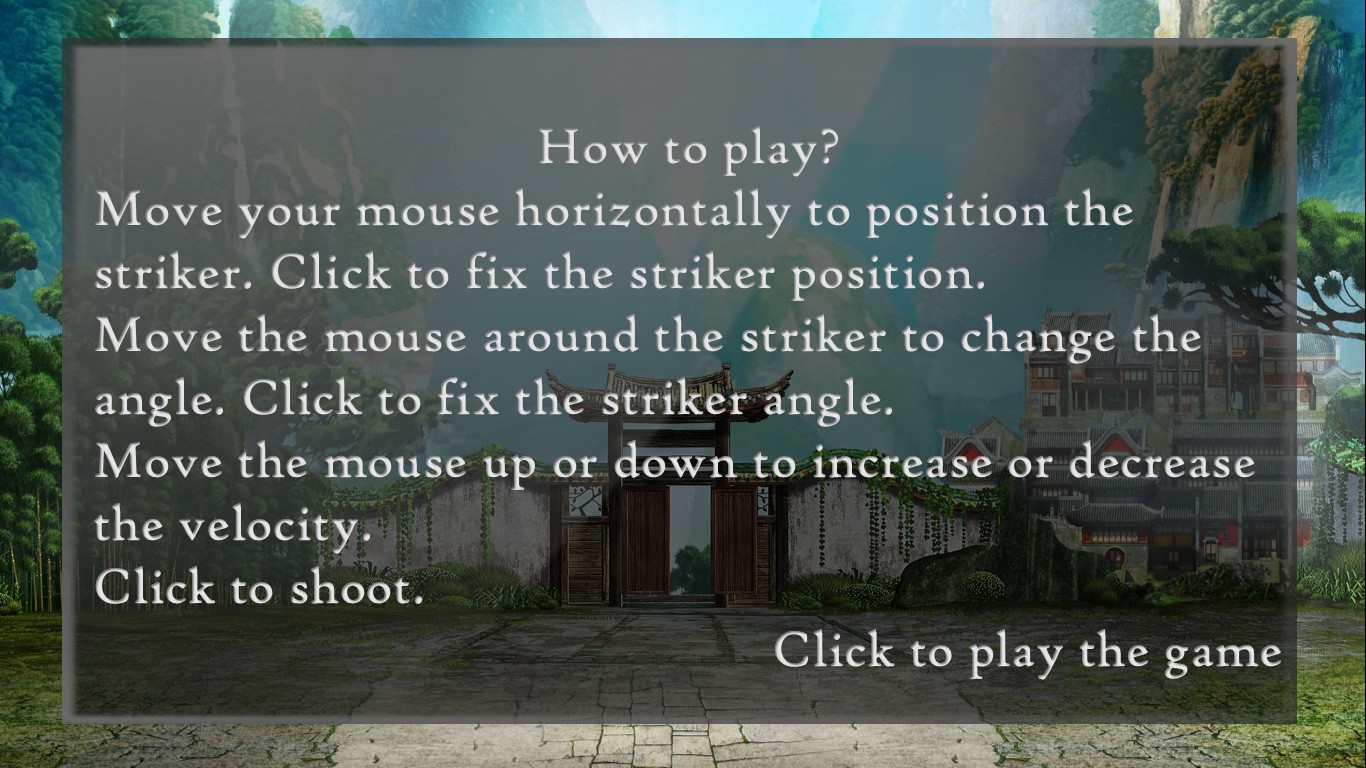 How to play?
Move your mouse horizontally to position the
striker. Click to fix the striker position.
Move the mouse around the striker to change the
angle. Click to fix the striker angle.
Move the mouse up or down to increase or decrease
the velocity.
Click to shoot.
Click to play the game